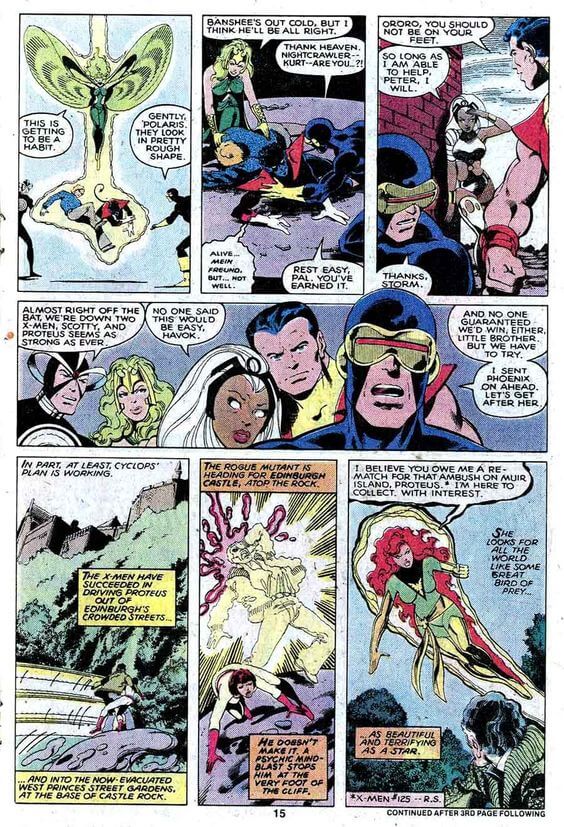 THIS IS
GETTING
TO BE
A HABIT.
GENTLY,
POLARIS.
THEY LOOK
IN PRETTY
ROUGH
SHAPE.
BANSHEE'S OUT COLD, BUT I
THINK HE'LL BE ALL RIGHT.
THANK HEAVEN.
NIGHTCRAWLER--
KURT--ARE YOU..?!
ALIVE...
MEIN
FREUND.
BUT... NOT
WELL.
REST EASY,
PAL. YOU'VE
EARNED IT.
ORORO, YOU SHOULD
NOT BE ON YOUR
FEET.
SO LONG AS
I AM ABLE
TO HELP,
PETER, I
WILL.
THANKS,
STORM.
ALMOST RIGHT OFF THE
BAT, WE'RE DOWN TWO
X-MEN, SCOTTY, AND
PROTEUS SEEMS AS
STRONG AS EVER.
NO ONE SAID
THIS WOULD
BE EASY,
HAVOK.
AND NO ONE
GUARANTEED
WE'D WIN, EITHER,
LITTLE BROTHER.
BUT WE HAVE
TO TRY.
I SENT
PHOENIX
ON AHEAD.
LET'S GET
AFTER HER.
IN PART, AT LEAST, CYCLOPS'
PLAN IS WORKING.
THE X-MEN HAVE
SUCCEEDED IN
DRIVING PROTEUS
OUT OF
EDINBURGH'S
CROWDED STREETS...
...AND INTO THE NOW-EVACUATED
WEST PRINCES STREET GARDENS,
AT THE BASE OF CASTLE ROCK.
THE ROGUE MUTANT IS
HEADING FOR EDINBURGH
CASTLE, ATOP THE ROCK.
HE DOESN'T
MAKE IT. A
PSYCHIC MIND-
BLAST STOPS
HIM AT THE
VERY FOOT OF
THE CLIFF.
I BELIEVE YOU OWE ME A RE-
MATCH FOR THAT AMBUSH ON MUIR
ISLAND, PROTEUS.* I'M HERE TO
COLLECT. WITH INTEREST.
SHE
LOOKS FOR
ALL THE
WORLD
LIKE SOME
GREAT
BIRD OF
PREY...
...AS BEAUTIFUL
AND TERRIFYING
AS A STAR.
*X-MEN #125 -- R.S.
15
CONTINUED AFTER 3RD PAGE FOLLOWING